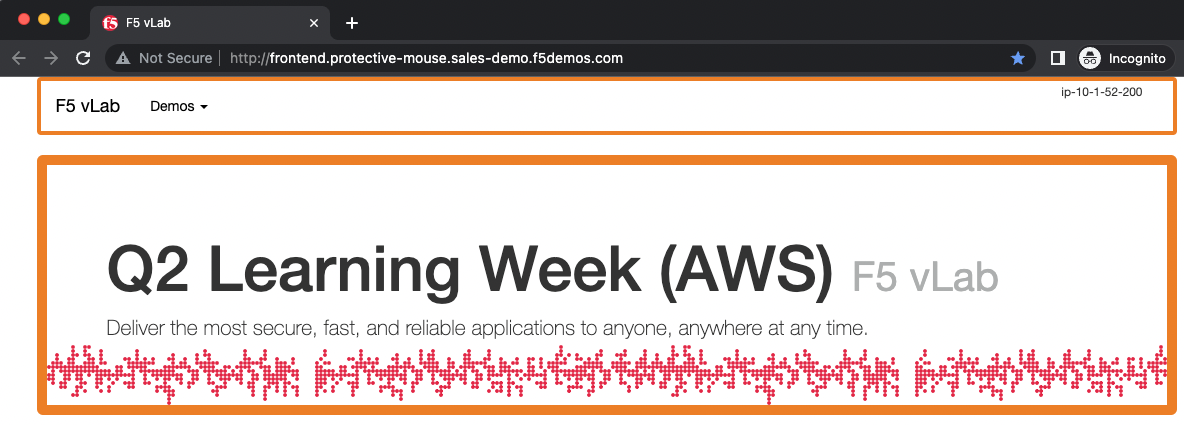 F5 vLab
Not Secure http://frontend.protective-mouse.sales-demo.f5demos.com Incognito
F5 vLab Demos ip-10-1-52-200
Q2 Learning Week (AWS) F5 vLab
Deliver the most secure, fast, and reliable applications to anyone, anywhere at any time.